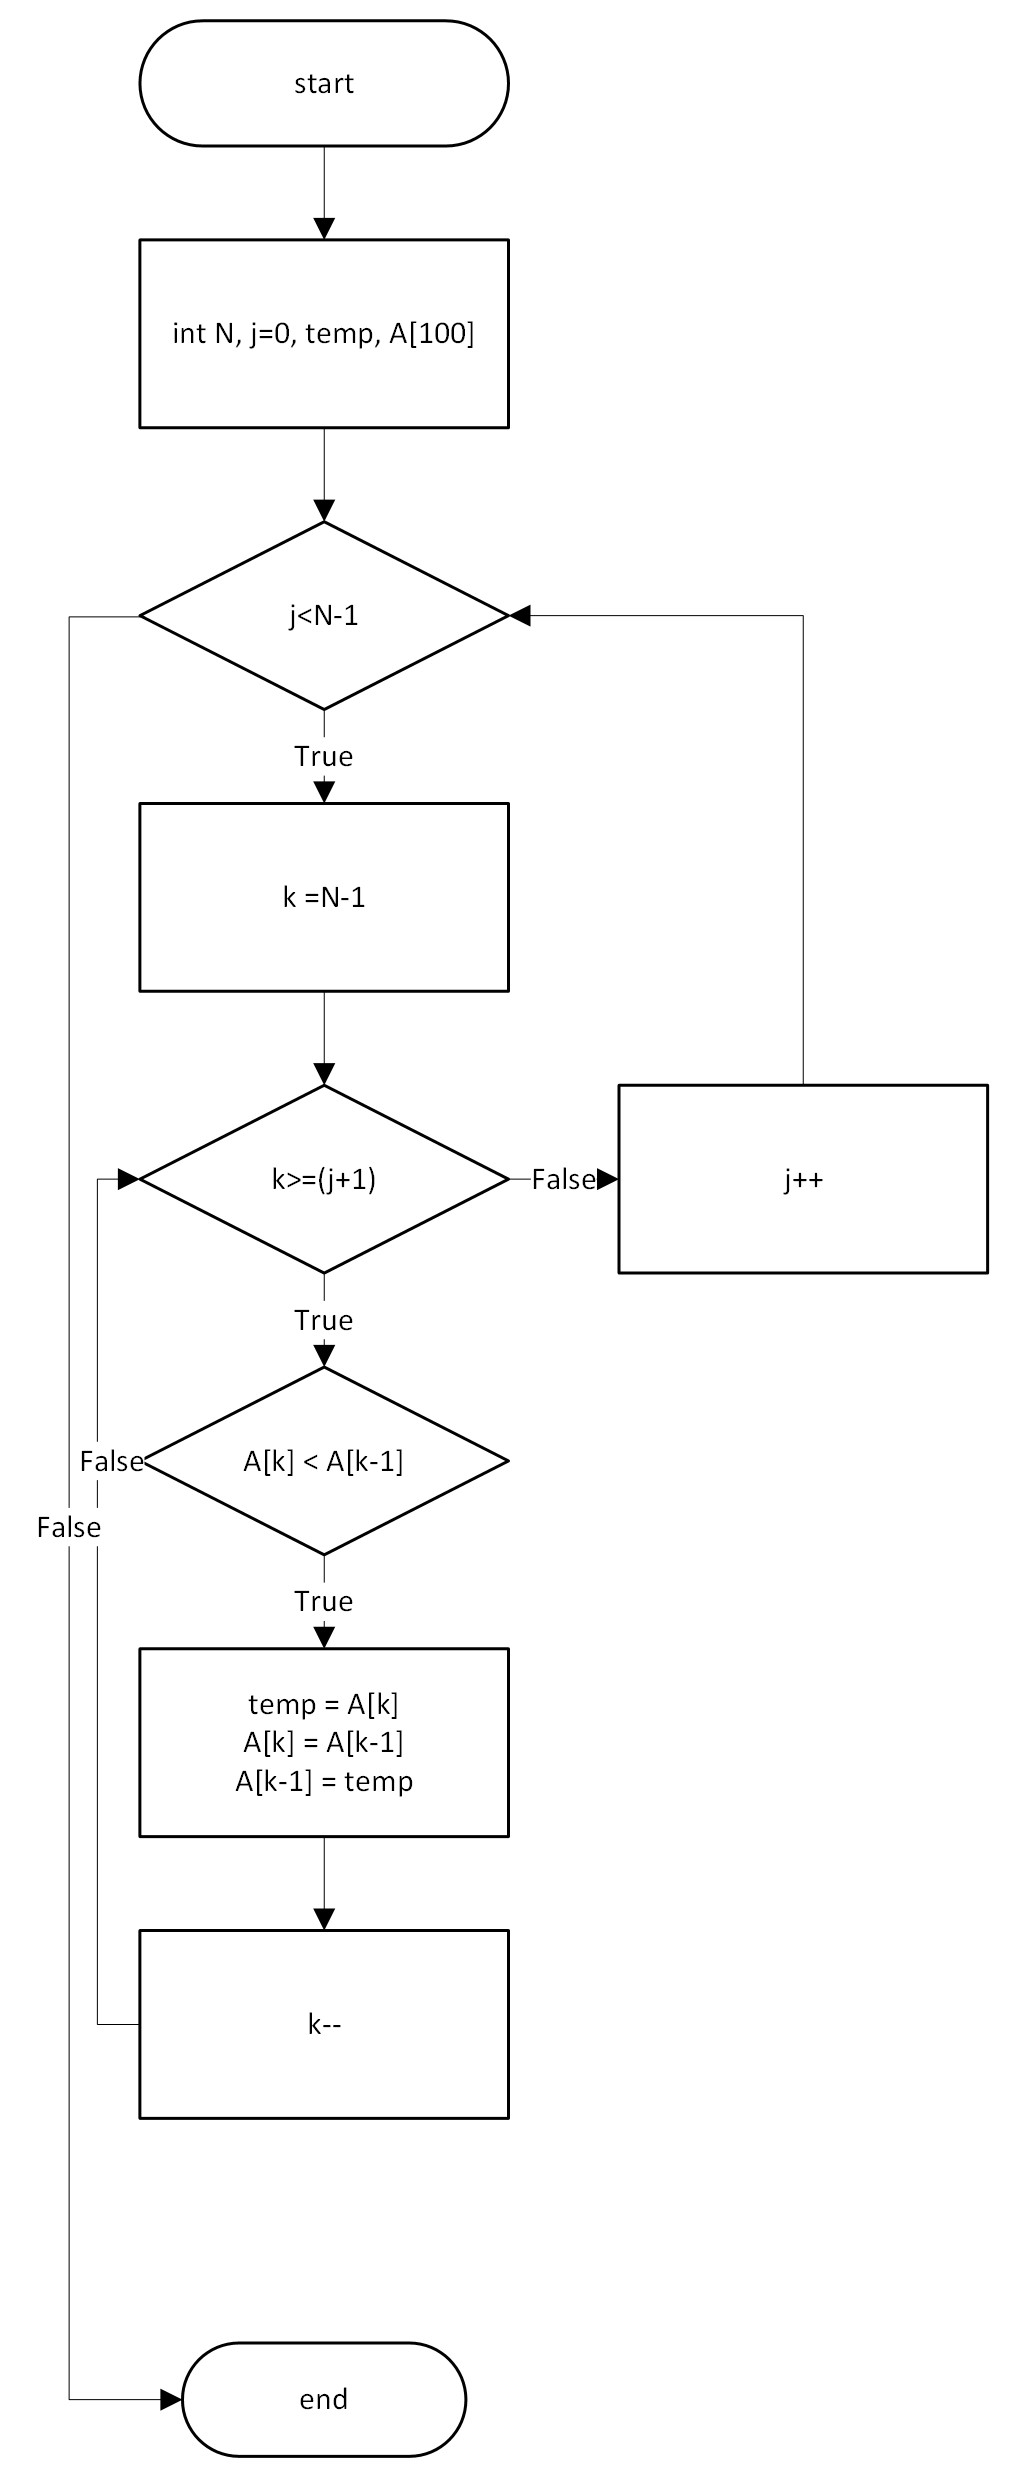 start
int N, j=0, temp, A[100]
j<N-1
True
k =N-1
k>=(j+1)
False
j++
True
A[k] < A[k-1]
False
False
True
temp = A[k]
A[k] = A[k-1]
A[k-1] = temp
k--
end